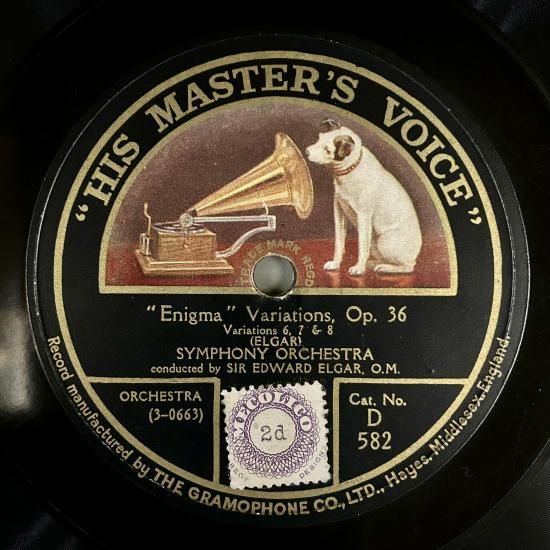 "HIS MASTER'S VOICE"
TRADE MARK REGD
"Enigma" Variations, Op. 36
Variations 6, 7 & 8
(ELGAR)
SYMPHONY ORCHESTRA
conducted by SIR EDWARD ELGAR, O.M.
ORCHESTRA
(3-0663)
MECOLICO
2d
DESIGN
Cat. No.
D
582
Record manufactured by THE GRAMOPHONE CO., LTD., Hayes. Middlesex, England.